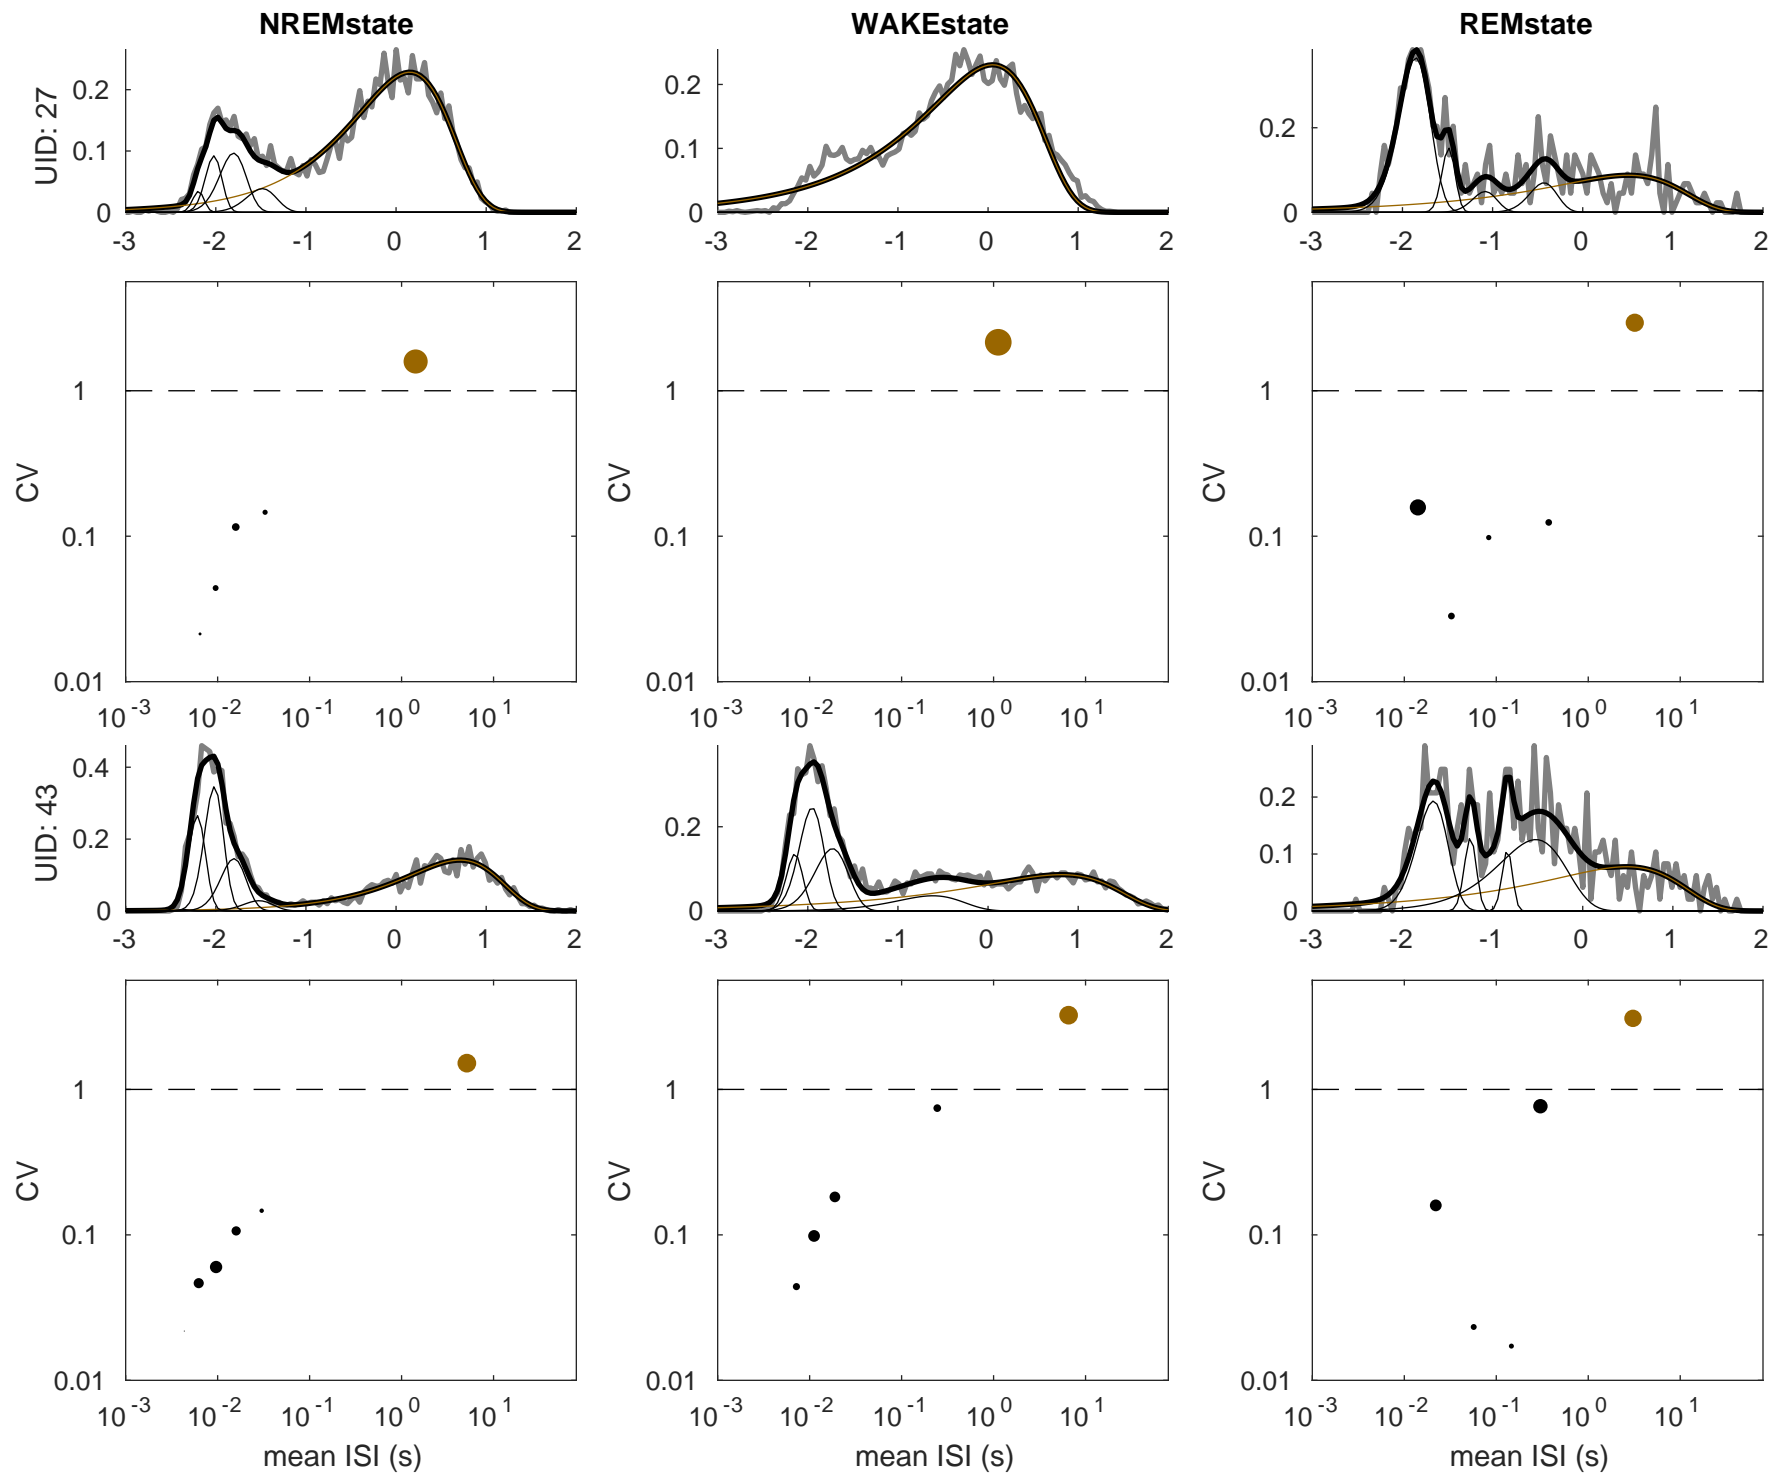 NREMstate WAKEstate REMstate
UID: 27
0.2 0.2 0.2
0.1 0.1
0 0 0
-3 -2 -1 0 1 2 -3 -2 -1 0 1 2 -3 -2 -1 0 1 2
CV CV CV
1 1 1
0.1 0.1 0.1
0.01 0.01 0.01
10^-3 10^-2 10^-1 10^0 10^1 10^-3 10^-2 10^-1 10^0 10^1 10^-3 10^-2 10^-1 10^0 10^1
UID: 43
0.4 0.2 0.2
0.2 0.1
0 0 0
-3 -2 -1 0 1 2 -3 -2 -1 0 1 2 -3 -2 -1 0 1 2
CV CV CV
1 1 1
0.1 0.1 0.1
0.01 0.01 0.01
10^-3 10^-2 10^-1 10^0 10^1 10^-3 10^-2 10^-1 10^0 10^1 10^-3 10^-2 10^-1 10^0 10^1
mean ISI (s) mean ISI (s) mean ISI (s)